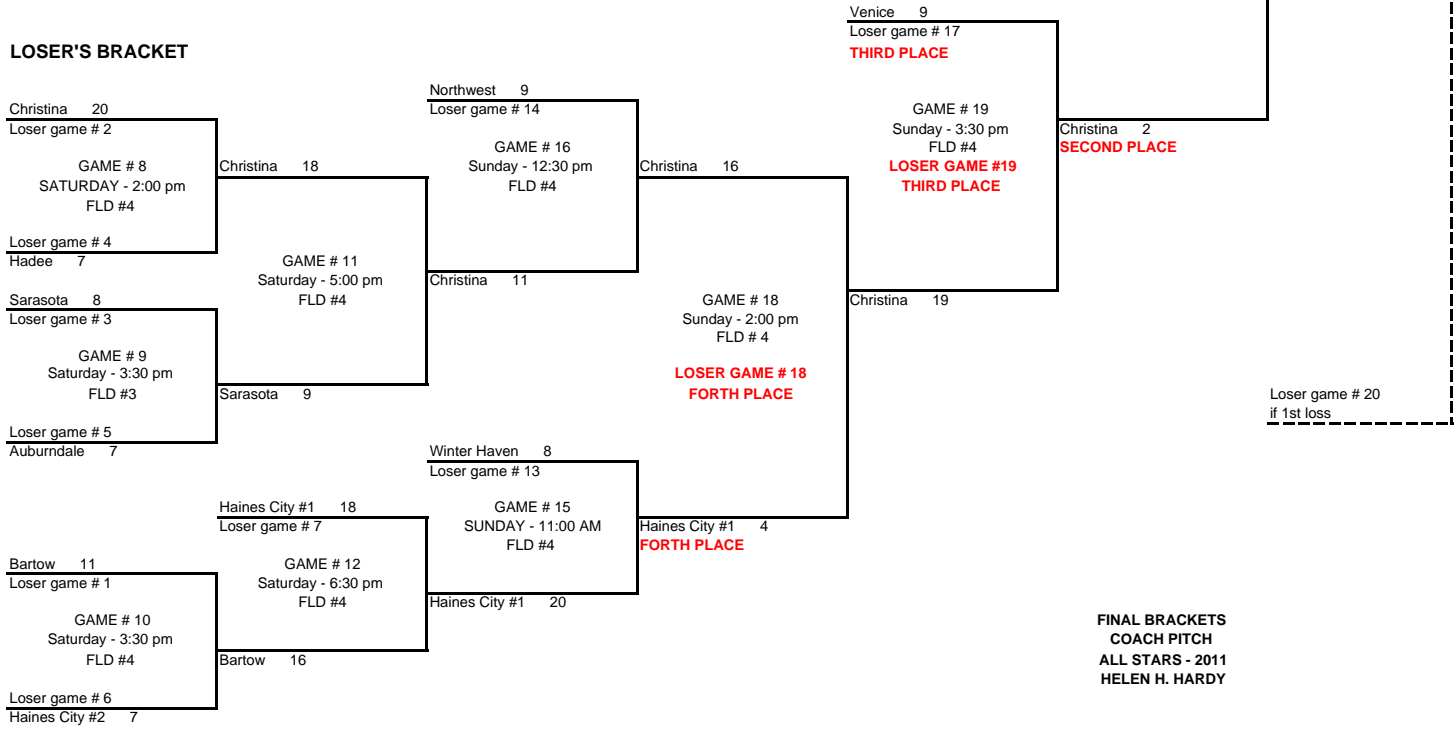 LOSER'S BRACKET
Christina 20
Loser game # 2
GAME # 8
SATURDAY - 2:00 pm
FLD #4
Loser game # 4
Hadee 7
Sarasota 8
Loser game # 3
GAME # 9
Saturday - 3:30 pm
FLD #3
Loser game # 5
Auburndale 7
Bartow 11
Loser game # 1
GAME # 10
Saturday - 3:30 pm
FLD #4
Loser game # 6
Haines City #2 7
Christina 18
GAME # 11
Saturday - 5:00 pm
FLD #4
Sarasota 9
Haines City #1 18
Loser game # 7
GAME # 12
Saturday - 6:30 pm
FLD #4
Bartow 16
Northwest 9
Loser game # 14
GAME # 16
Sunday - 12:30 pm
FLD #4
Christina 11
Winter Haven 8
Loser game # 13
GAME # 15
SUNDAY - 11:00 AM
FLD #4
Haines City #1 20
Christina 16
GAME # 18
Sunday - 2:00 pm
FLD # 4
LOSER GAME # 18
FORTH PLACE
Haines City #1 4
FORTH PLACE
Venice 9
Loser game # 17
THIRD PLACE
GAME # 19
Sunday - 3:30 pm
FLD #4
LOSER GAME #19
THIRD PLACE
Christina 19
Christina 2
SECOND PLACE
Loser game # 20
if 1st loss
FINAL BRACKETS
COACH PITCH
ALL STARS - 2011
HELEN H. HARDY